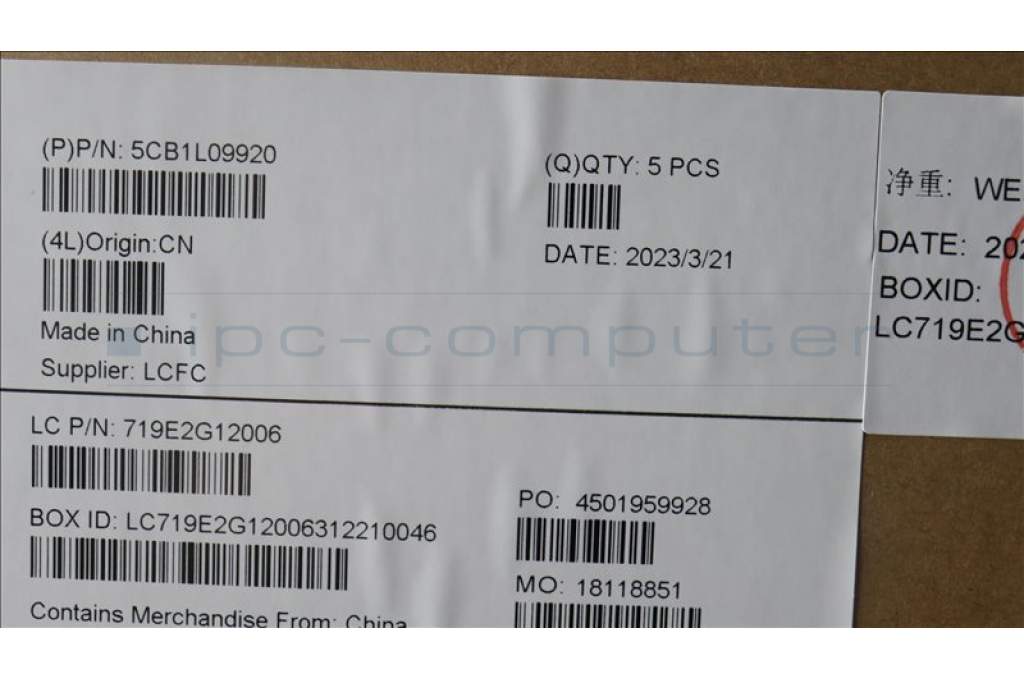 (P)P/N: 5CB1L09920
(4L)Origin:CN
Made in China
Supplier: LCFC
(Q)QTY: 5 PCS
DATE: 2023/3/21
LC P/N: 719E2G12006
BOX ID: LC719E2G12006312210046
Contains Merchandise From: China
PO: 4501959928
MO: 18118851
净重: WE
DATE: 202
BOXID:
LC719E2G
ipc-computer